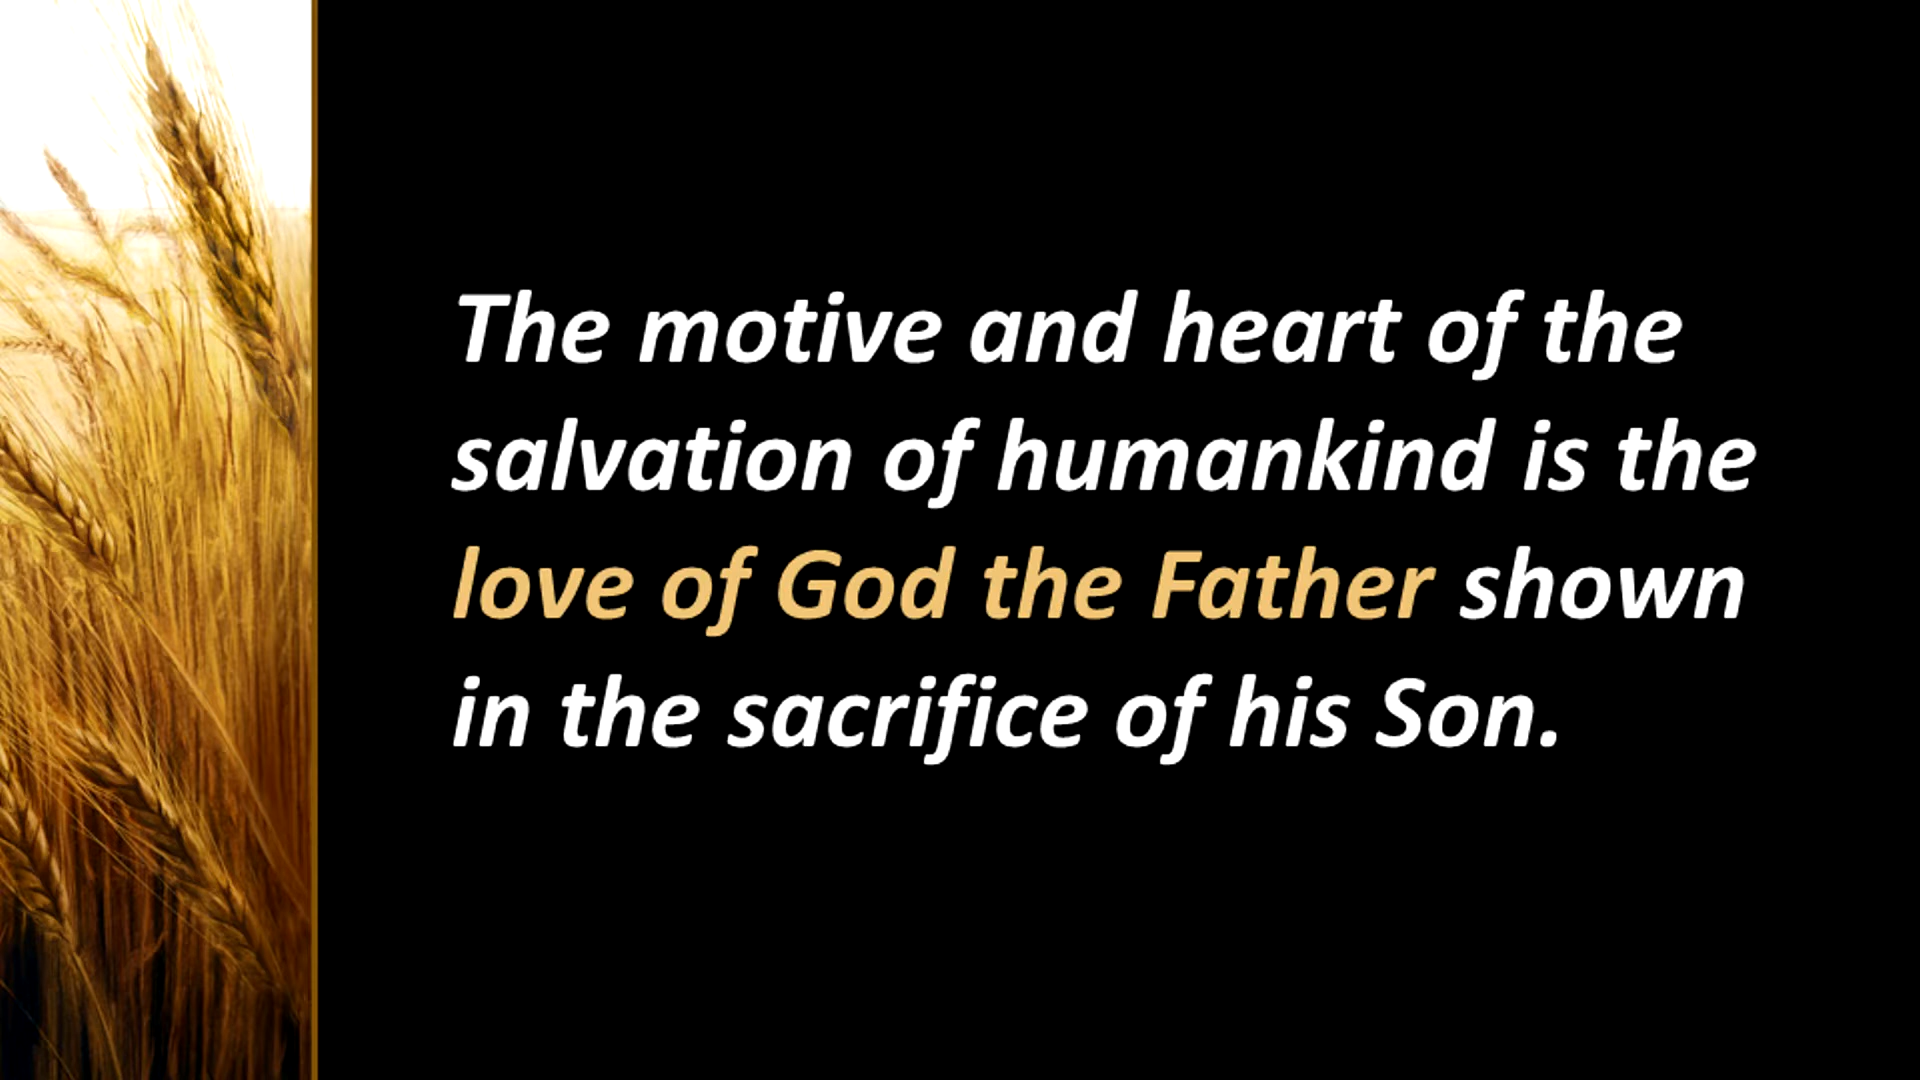 The motive and heart of the
salvation of humankind is the
love of God the Father shown
in the sacrifice of his Son.